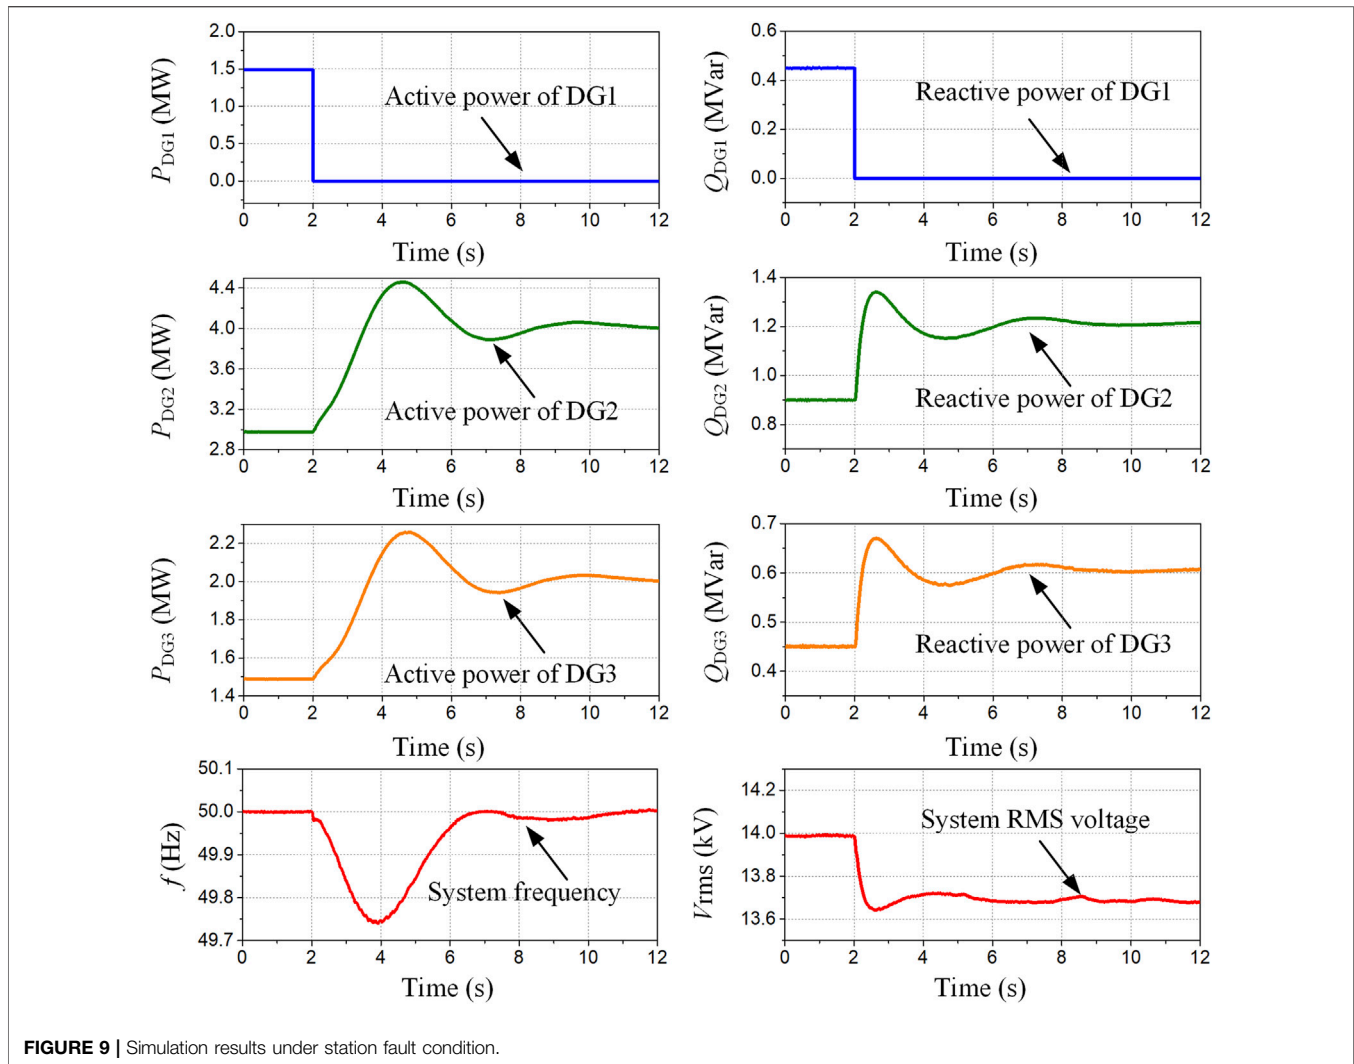 2.0
1.5
1.0
0.5
0.0
P_DG1 (MW)
Active power of DG1
0 2 4 6 8 10 12
Time (s)
0.6
0.4
0.2
0.0
Q_DG1 (MVar)
Reactive power of DG1
0 2 4 6 8 10 12
Time (s)
4.4
4.0
3.6
3.2
2.8
P_DG2 (MW)
Active power of DG2
0 2 4 6 8 10 12
Time (s)
1.4
1.2
1.0
0.8
Q_DG2 (MVar)
Reactive power of DG2
0 2 4 6 8 10 12
Time (s)
2.2
2.0
1.8
1.6
1.4
P_DG3 (MW)
Active power of DG3
0 2 4 6 8 10 12
Time (s)
0.7
0.6
0.5
0.4
Q_DG3 (MVar)
Reactive power of DG3
0 2 4 6 8 10 12
Time (s)
50.1
50.0
49.9
49.8
49.7
f (Hz)
System frequency
0 2 4 6 8 10 12
Time (s)
14.2
14.0
13.8
13.6
Vrms (kV)
System RMS voltage
0 2 4 6 8 10 12
Time (s)
FIGURE 9 | Simulation results under station fault condition.